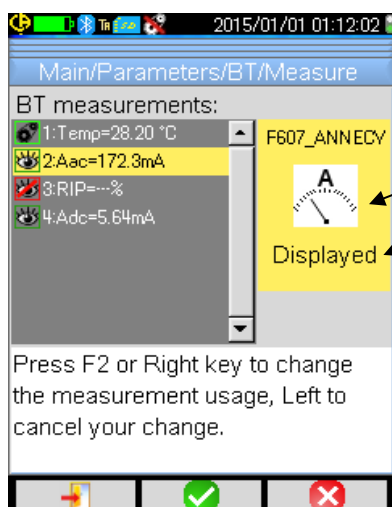 2015/01/01 01:12:02
Main/Parameters/BT/Measure
BT measurements:
1:Temp=28.20 °C
2:Aac=172.3mA
3:RIP=---%
4:Adc=5.64mA
F607_ANNECY
A
Displayed
Press F2 or Right key to change
the measurement usage, Left to
cancel your change.